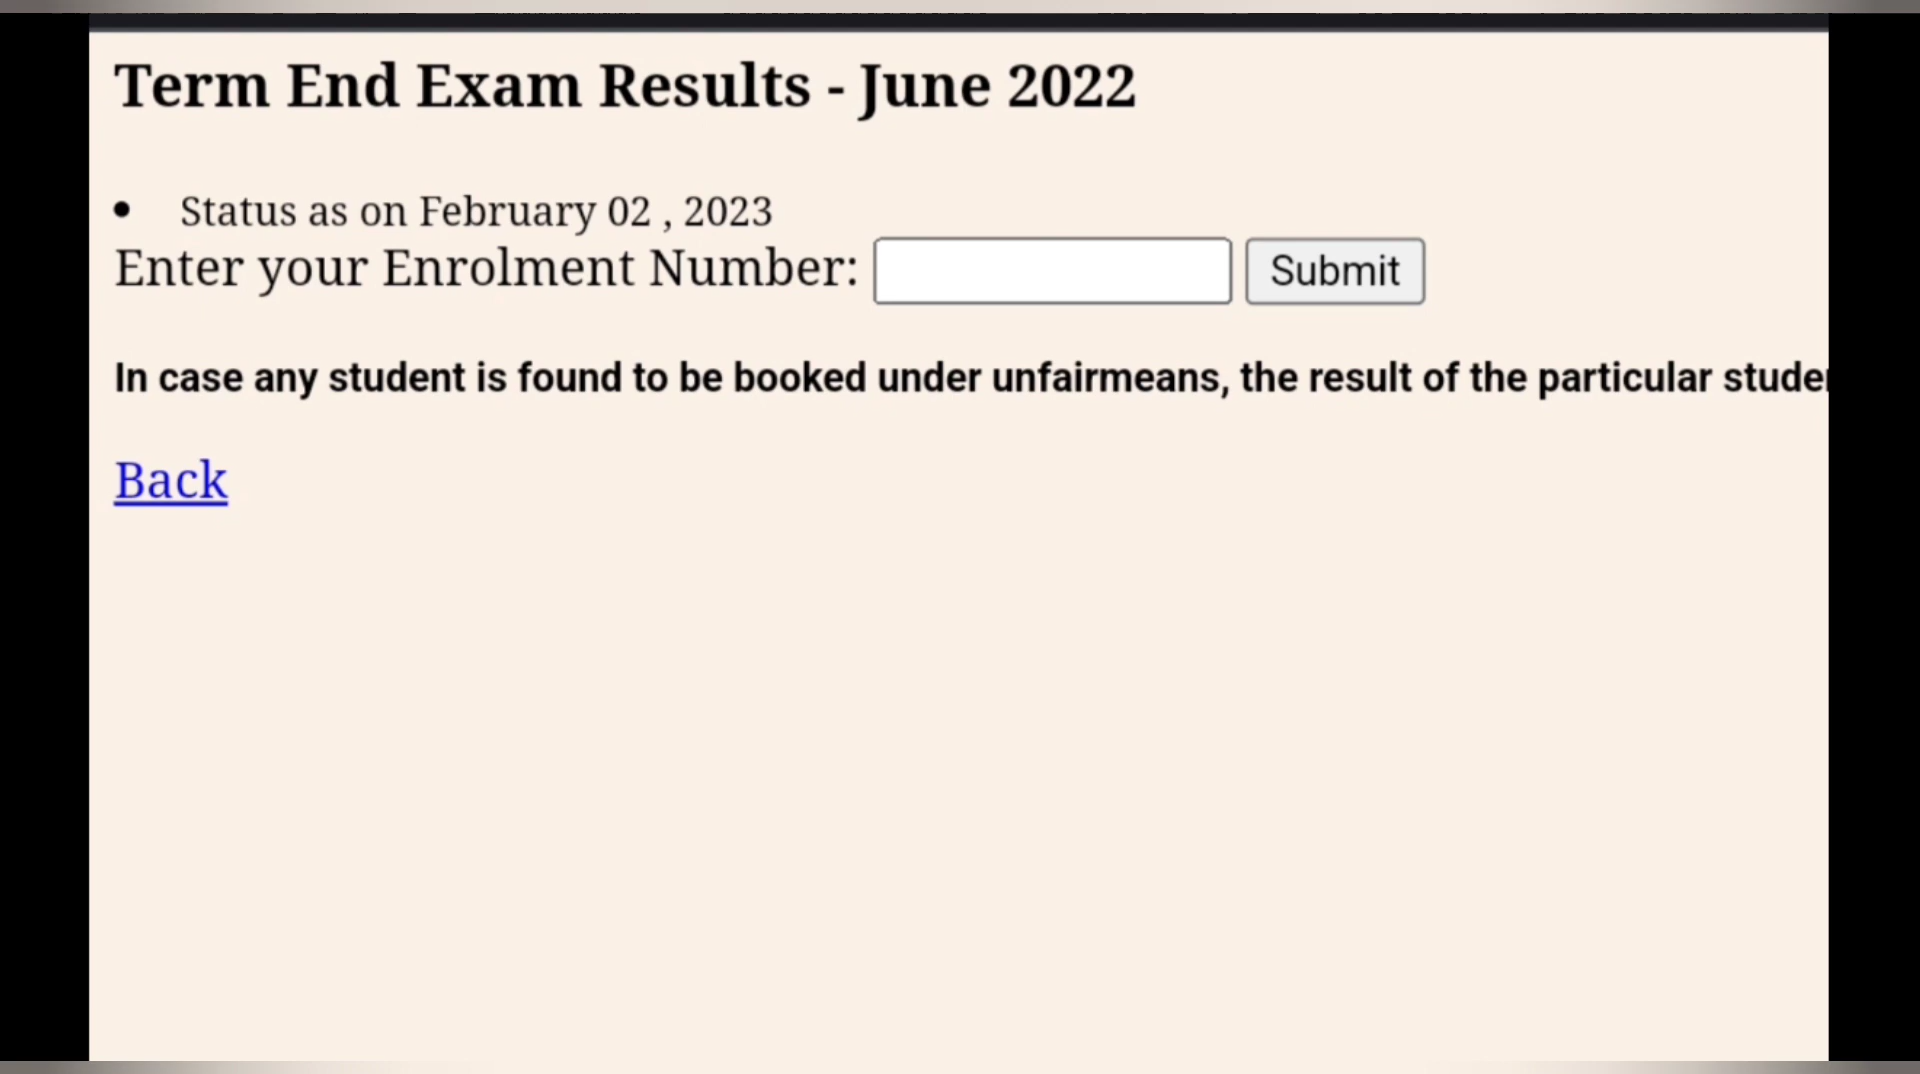 Term End Exam Results - June 2022
• Status as on February 02 , 2023
Enter your Enrolment Number: Submit
In case any student is found to be booked under unfairmeans, the result of the particular
Back